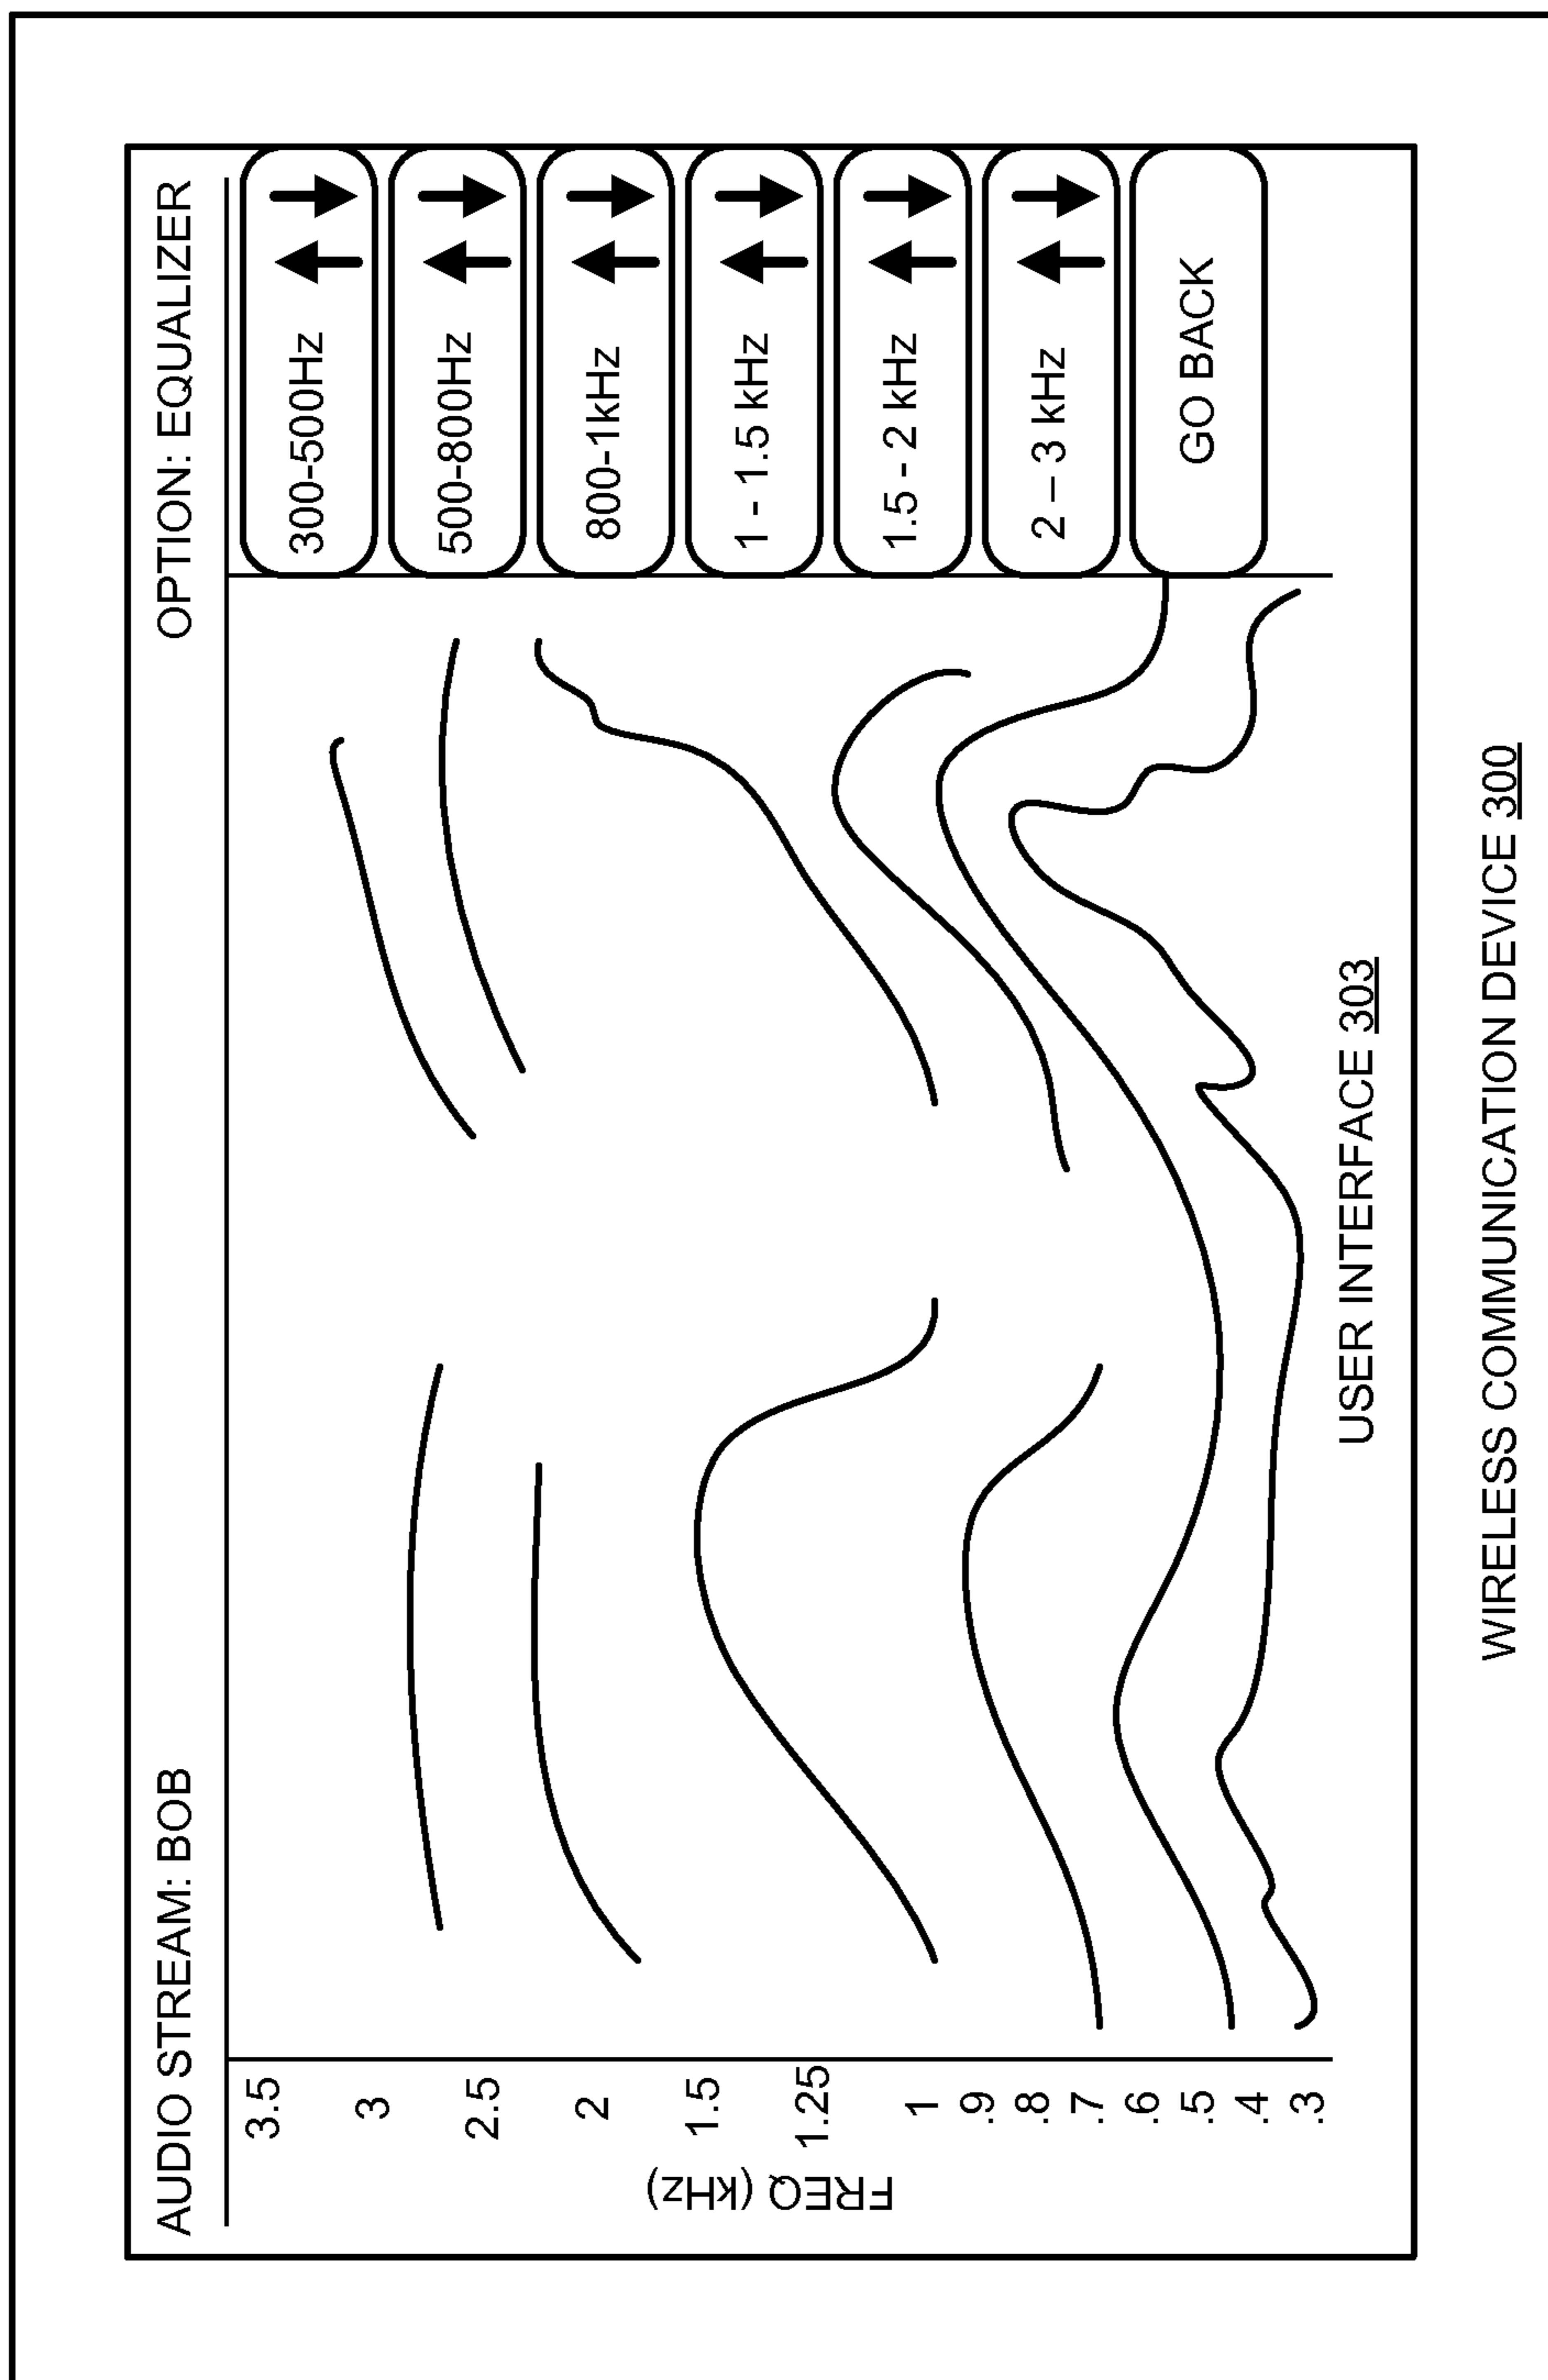 AUDIO STREAM: BOB
OPTION: EQUALIZER
FREQ (kHz)
3.5
3
2.5
2
1.5
1.25
1
.9
.8
.7
.6
.5
.4
.3
300-500Hz
500-800Hz
800-1kHz
1 - 1.5 kHz
1.5 - 2 kHz
2 – 3 kHz
GO BACK
USER INTERFACE 303
WIRELESS COMMUNICATION DEVICE 300